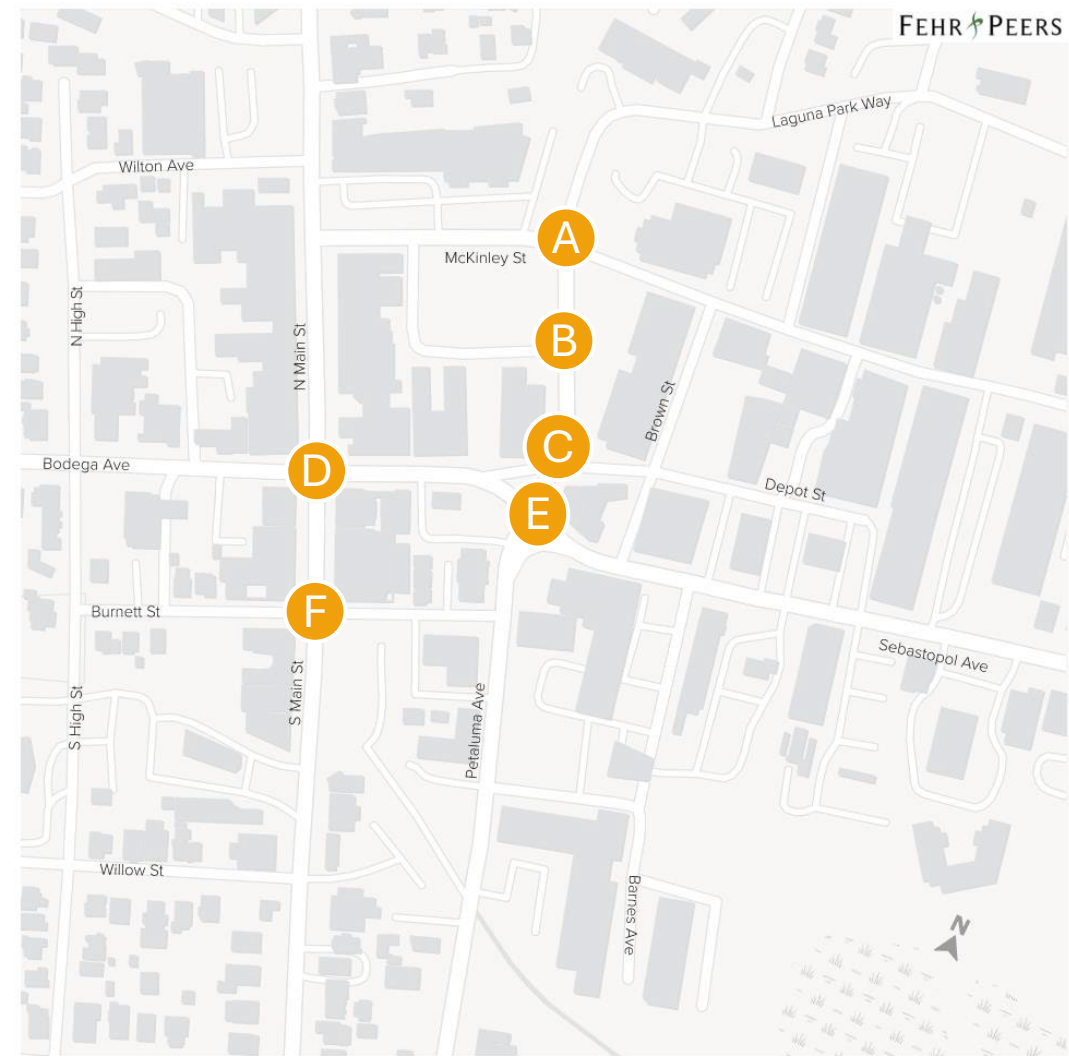 FEHR PEERS
Laguna Park Way
Wilton Ave
A
McKinley St
N High St
N Main St
B
Brown St
C
Bodega Ave
D
Depot St
E
Burnett St
F
Sebastopol Ave
S High St
S Main St
Petaluma Ave
Willow St
Barnes Ave
N